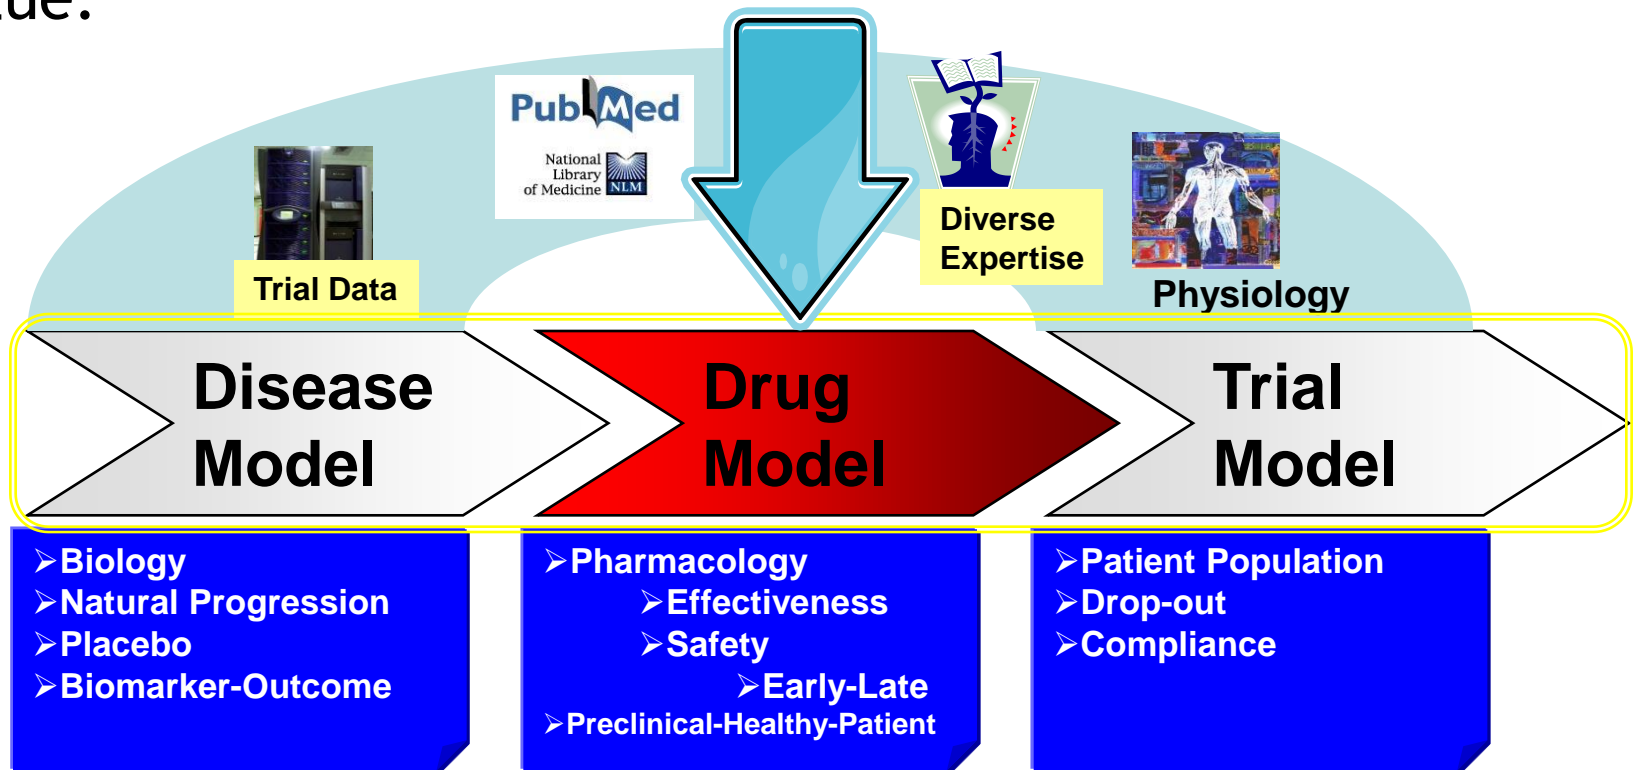 PubMed
National
Library
of Medicine
NLM
Diverse
Expertise
Trial Data
Physiology
Disease
Model
Drug
Model
Trial
Model
➢Biology
➢Natural Progression
➢Placebo
➢Biomarker-Outcome
➢Pharmacology
➢Effectiveness
➢Safety
➢Early-Late
➢Preclinical-Healthy-Patient
➢Patient Population
➢Drop-out
➢Compliance